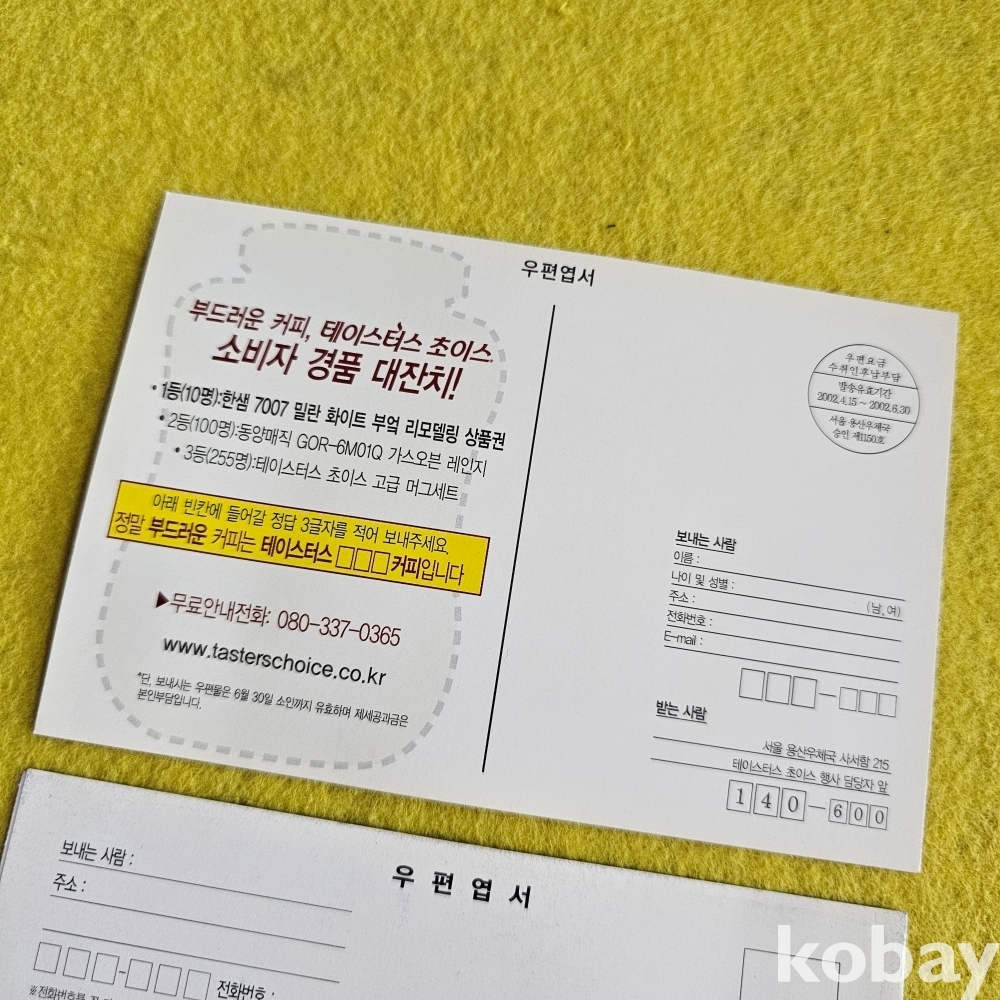 우편엽서
부드러운 커피, 테이스터스 초이스.
소비자 경품 대잔치!
• 1등(10명):한샘 7007 밀란 화이트 부엌 리모델링 상품권
• 2등(100명):동양매직 GOR-6M01Q 가스오븐 레인지
• 3등(255명):테이스터스 초이스 고급 머그세트
아래 빈칸에 들어갈 정답 3글자를 적어 보내주세요.
정말 부드러운 커피는 테이스터스 □□□커피입니다
▶무료안내전화: 080-337-0365
www.tasterschoice.co.kr
*단, 보내시는 우편물은 6월 30일 소인까지 유효하며 제세공과금은
본인부담입니다.
우편요금
수취인후납부담
발송유효기간
2002.4.15 ~ 2002.6.30
서울 용산우체국
승인 제1150호
보내는 사람
이름 :
나이 및 성별 : (남, 여)
주소 :
전화번호 :
E-mail :
□□□-□□□
받는 사람
서울 용산우체국 사서함 215
테이스터스 초이스 행사 담당자 앞
140-600
우편엽서
보내는 사람 :
주소 :
□□□-□□□ 전화번호 :
※전화번호를 꼭
kobay